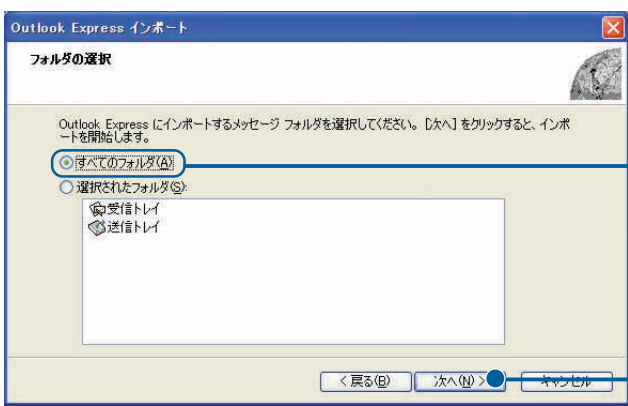 Outlook Express インポート
フォルダの選択
Outlook Express にインポートするメッセージ フォルダを選択してください。[次へ] をクリックすると、インポ
ートを開始します。
すべてのフォルダ(A)
選択されたフォルダ(S):
受信トレイ
送信トレイ
< 戻る(B) 次へ(N) > キャンセル